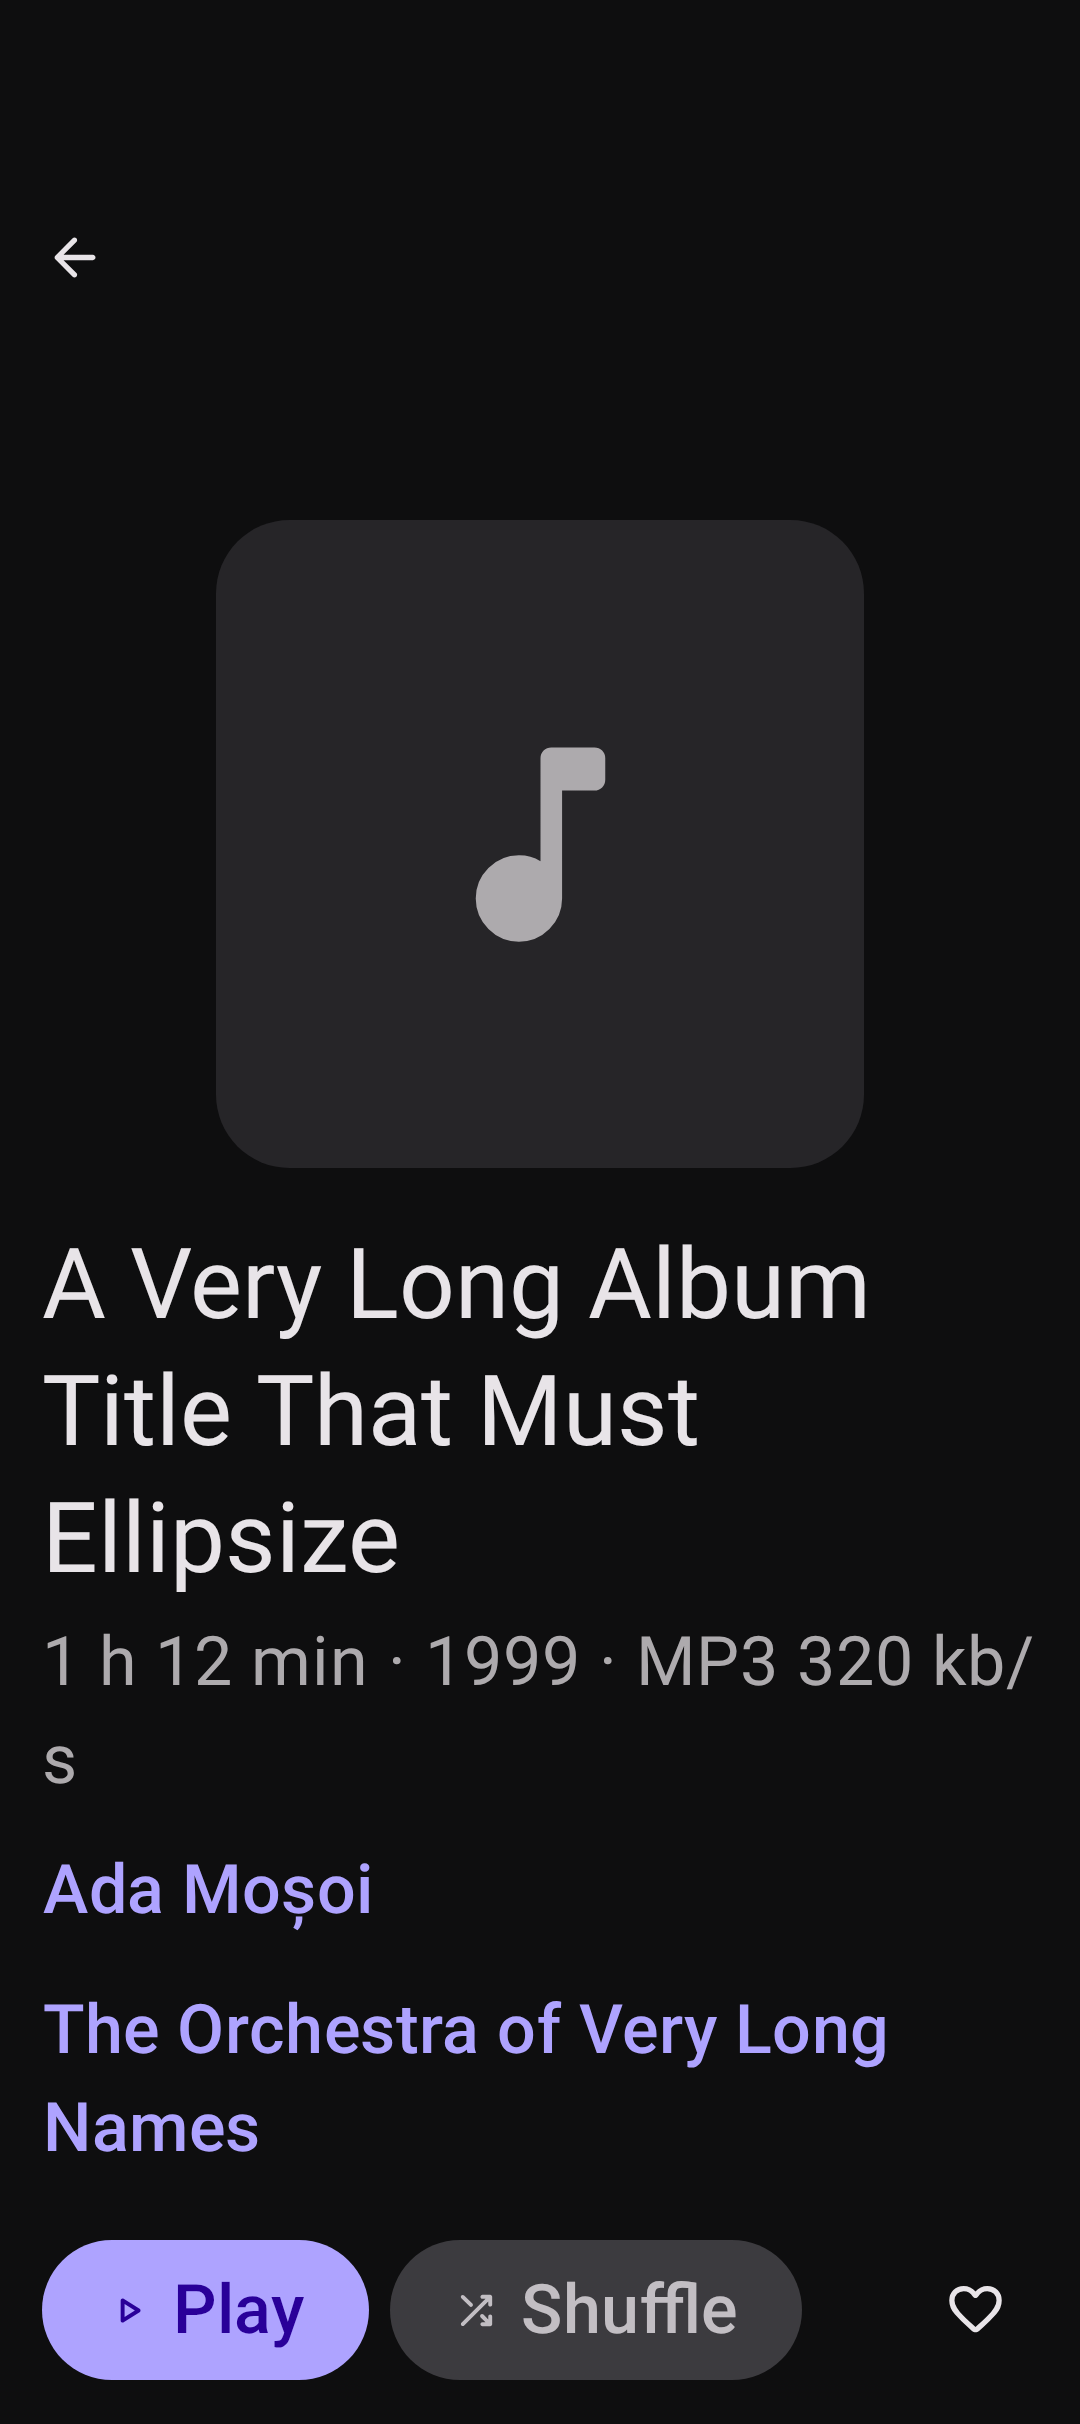 A Very Long Album
Title That Must
Ellipsize
1 h 12 min · 1999 · MP3 320 kb/
s
Ada Moșoi
The Orchestra of Very Long
Names
Play
Shuffle